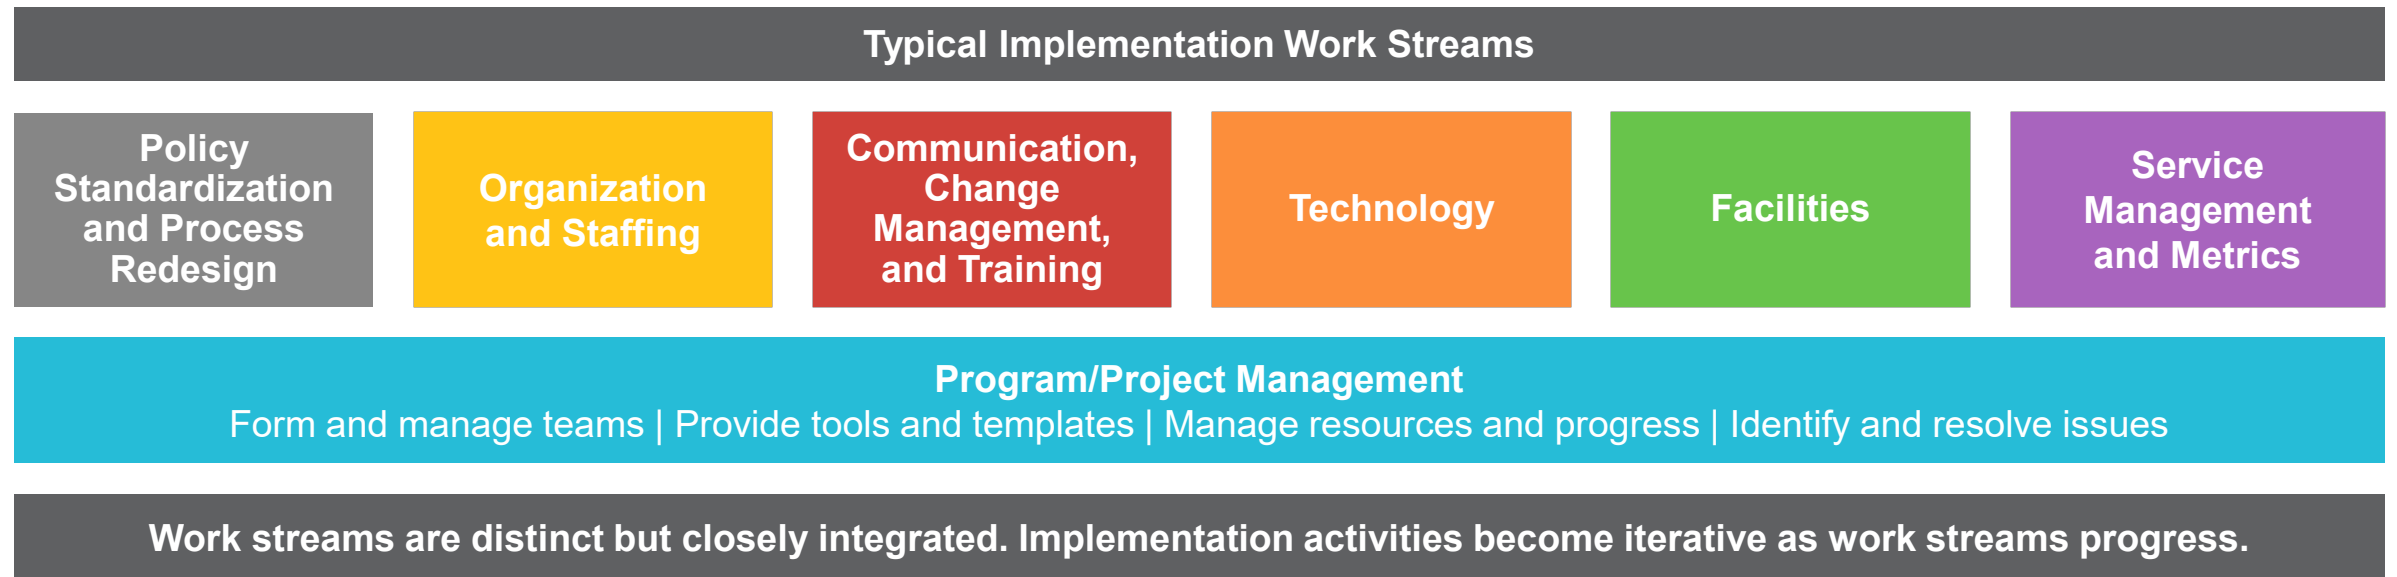 Typical Implementation Work Streams
Policy
Standardization
and Process
Redesign
Organization
and Staffing
Communication,
Change
Management,
and Training
Technology
Facilities
Service
Management
and Metrics
Program/Project Management
Form and manage teams | Provide tools and templates | Manage resources and progress | Identify and resolve issues
Work streams are distinct but closely integrated. Implementation activities become iterative as work streams progress.